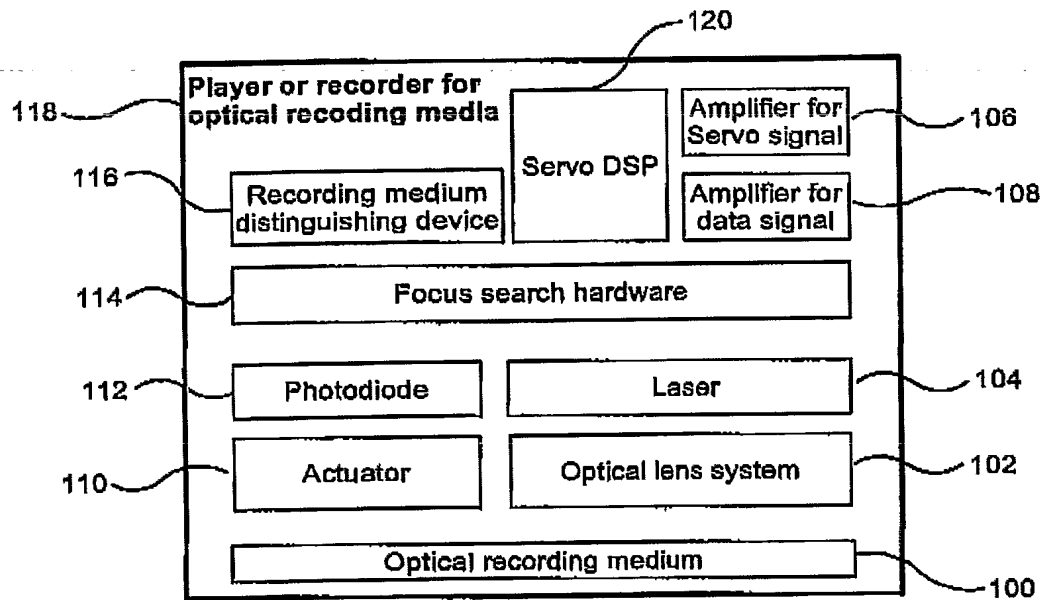 120
Player or recorder for
optical recoding media
118
Servo DSP
Amplifier for
Servo signal
106
116
Recording medium
distinguishing device
Amplifier for
data signal
108
114
Focus search hardware
112
Photodiode
Laser
104
110
Actuator
Optical lens system
102
Optical recording medium
100